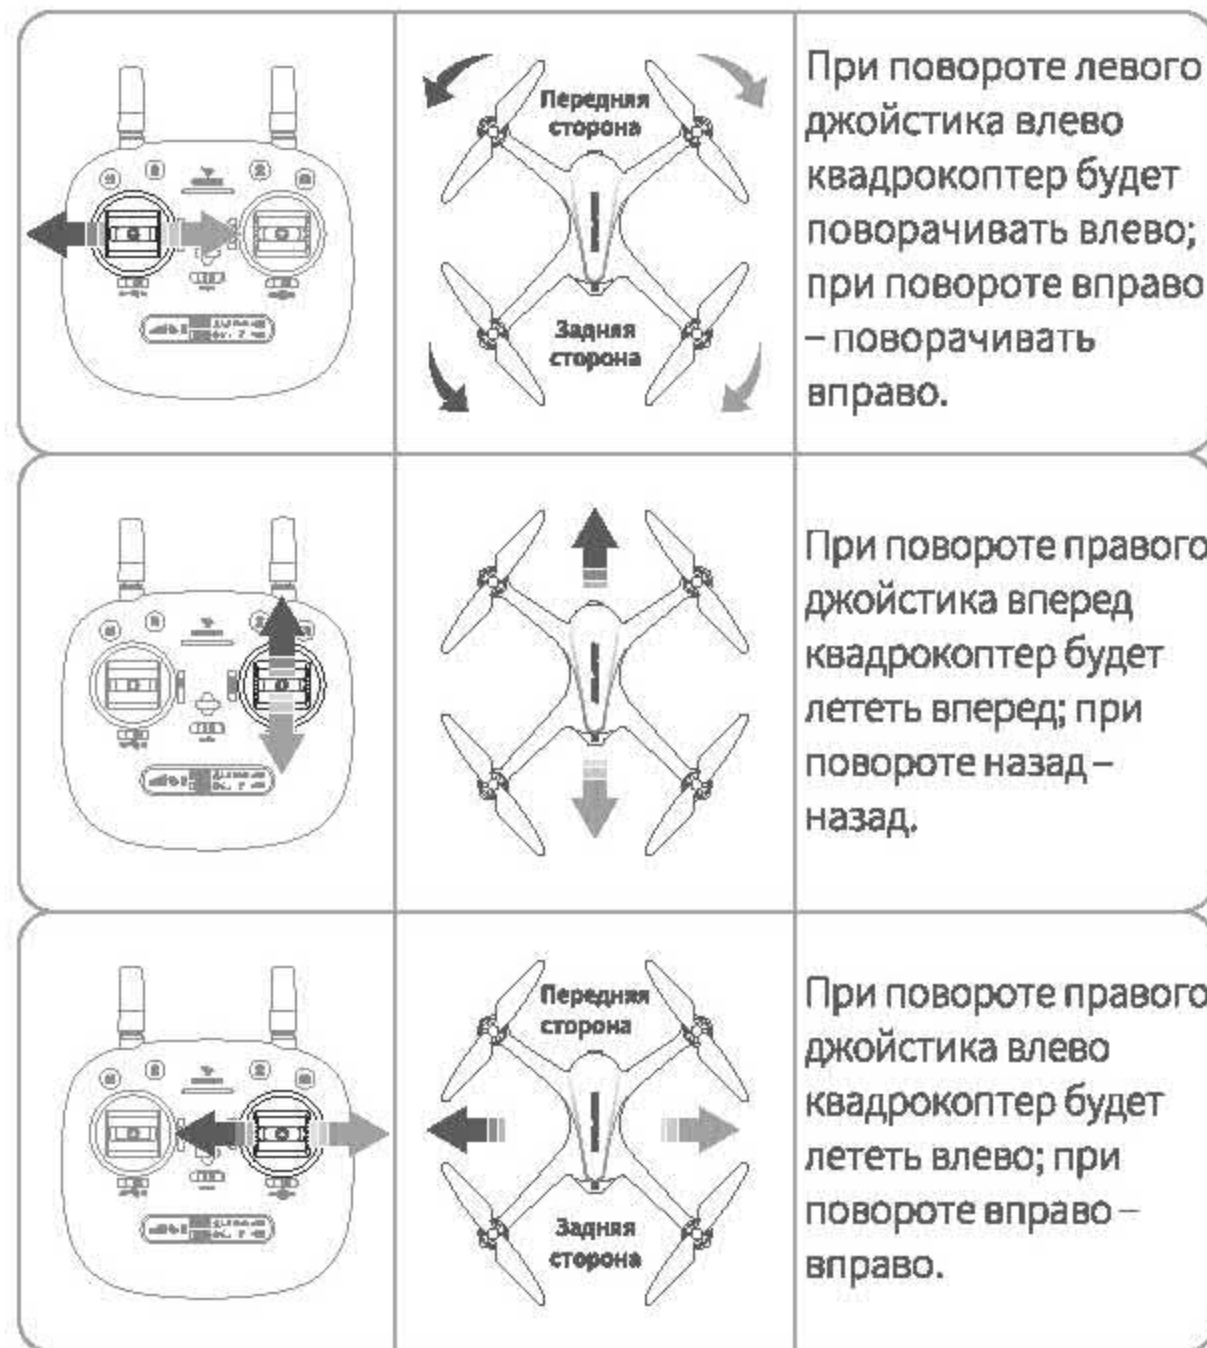 Передняя
сторона
Задняя
сторона
При повороте левого
джойстика влево
квадрокоптер будет
поворачивать влево;
при повороте вправо
– поворачивать
вправо.
При повороте правого
джойстика вперед
квадрокоптер будет
лететь вперед; при
повороте назад –
назад.
Передняя
сторона
Задняя
сторона
При повороте правого
джойстика влево
квадрокоптер будет
лететь влево; при
повороте вправо –
вправо.